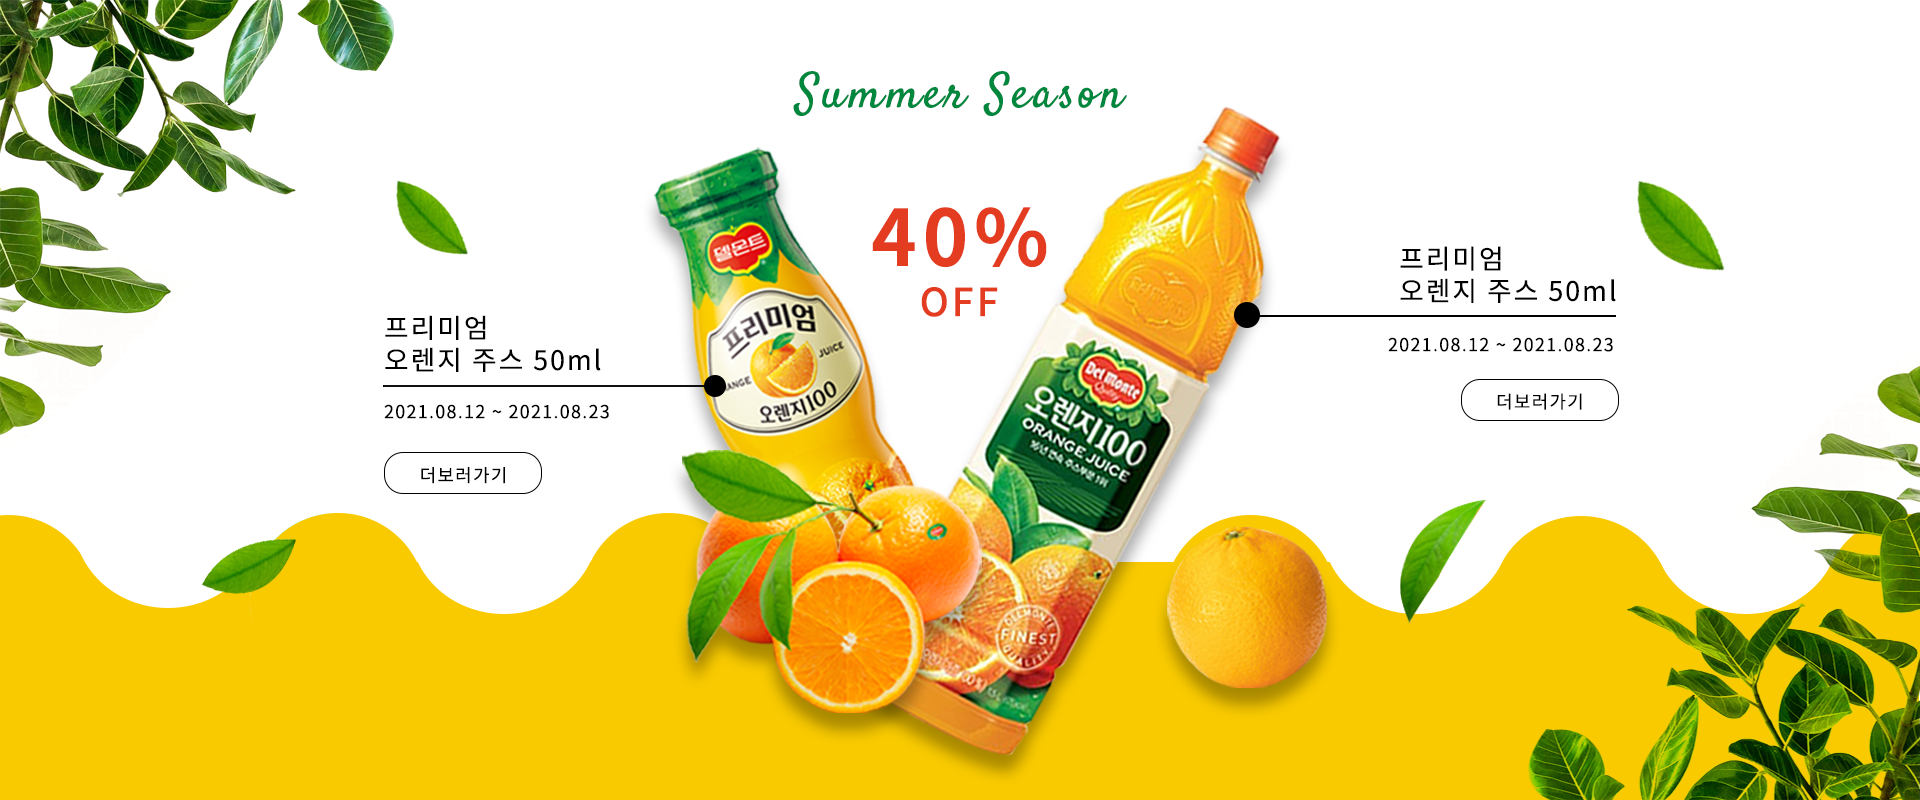 Summer Season
40%
OFF
프리미엄
오렌지 주스 50ml
2021.08.12 ~ 2021.08.23
더보러가기
프리미엄
오렌지 주스 50ml
2021.08.12 ~ 2021.08.23
더보러가기
델몬트
프리미엄
JUICE
오렌지100
Del Monte
Quality
오렌지100
ORANGE JUICE
DELMONTE
FINEST
QUALITY